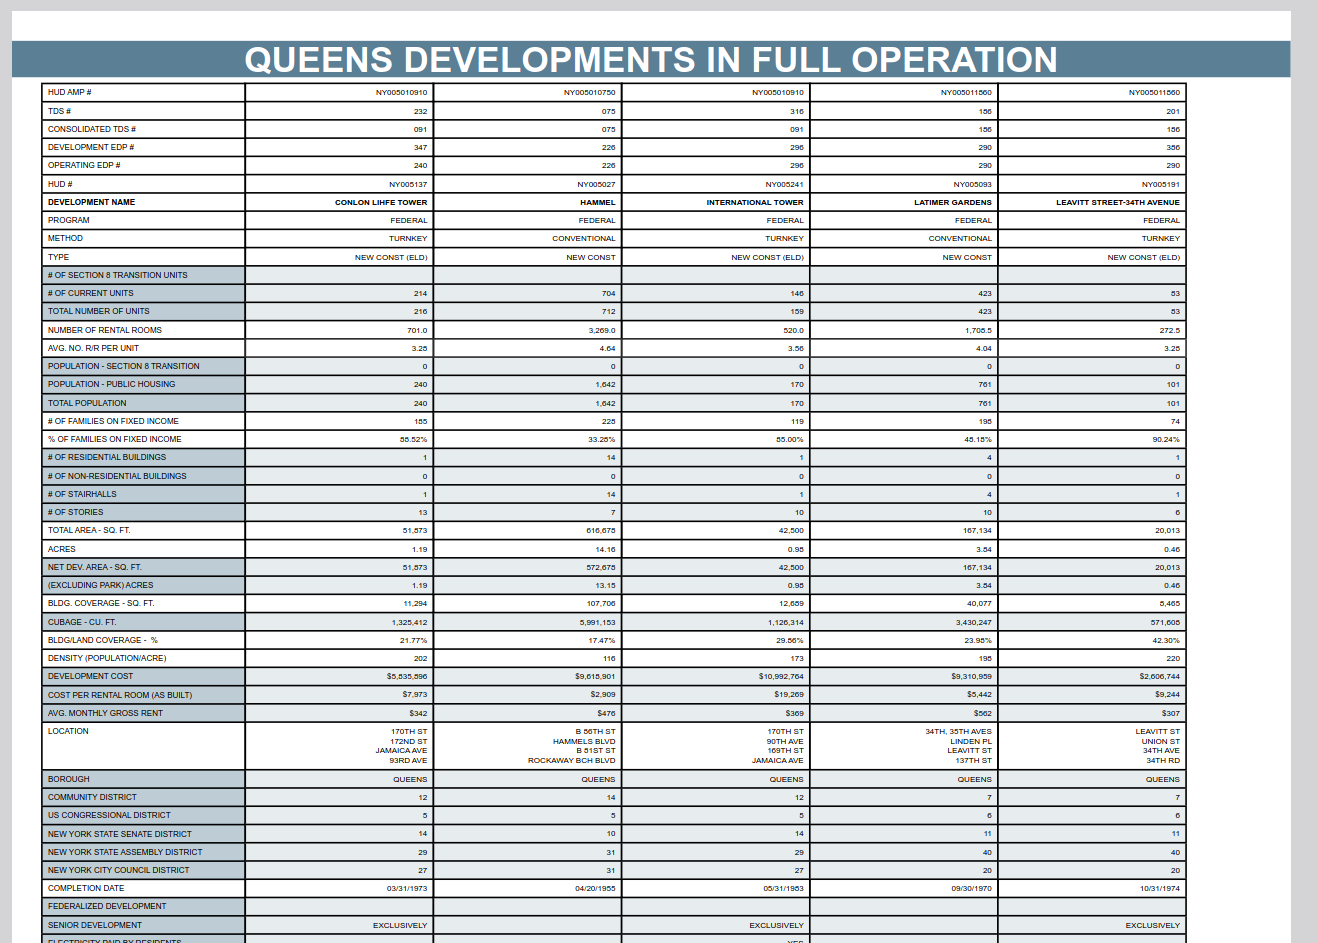 QUEENS DEVELOPMENTS IN FULL OPERATION
HUD AMP # NY005010910 NY005010750 NY005010910 NY005011860 NY005011860
TDS # 232 075 316 186 201
CONSOLIDATED TDS # 091 075 091 186 186
DEVELOPMENT EDP # 347 226 296 290 386
OPERATING EDP # 240 226 296 290 290
HUD # NY005137 NY005027 NY005241 NY005093 NY005191
DEVELOPMENT NAME CONLON LIHFE TOWER HAMMEL INTERNATIONAL TOWER LATIMER GARDENS LEAVITT STREET-34TH AVENUE
PROGRAM FEDERAL FEDERAL FEDERAL FEDERAL FEDERAL
METHOD TURNKEY CONVENTIONAL TURNKEY CONVENTIONAL TURNKEY
TYPE NEW CONST (ELD) NEW CONST NEW CONST (ELD) NEW CONST NEW CONST (ELD)
# OF SECTION 8 TRANSITION UNITS
# OF CURRENT UNITS 214 704 146 423 83
TOTAL NUMBER OF UNITS 216 712 159 423 83
NUMBER OF RENTAL ROOMS 701.0 3,269.0 520.0 1,708.5 272.5
AVG. NO. R/R PER UNIT 3.28 4.64 3.56 4.04 3.28
POPULATION - SECTION 8 TRANSITION 0 0 0 0 0
POPULATION - PUBLIC HOUSING 240 1,642 170 761 101
TOTAL POPULATION 240 1,642 170 761 101
# OF FAMILIES ON FIXED INCOME 185 228 119 198 74
% OF FAMILIES ON FIXED INCOME 88.52% 33.28% 85.00% 48.18% 90.24%
# OF RESIDENTIAL BUILDINGS 1 14 1 4 1
# OF NON-RESIDENTIAL BUILDINGS 0 0 0 0 0
# OF STAIRHALLS 1 14 1 4 1
# OF STORIES 13 7 10 10 6
TOTAL AREA - SQ. FT. 51,873 616,678 42,500 167,134 20,013
ACRES 1.19 14.16 0.98 3.84 0.46
NET DEV. AREA - SQ. FT. 51,873 572,678 42,500 167,134 20,013
(EXCLUDING PARK) ACRES 1.19 13.15 0.98 3.84 0.46
BLDG. COVERAGE - SQ. FT. 11,294 107,706 12,689 40,077 8,465
CUBAGE - CU. FT. 1,325,412 5,991,153 1,126,314 3,430,247 571,608
BLDG/LAND COVERAGE - % 21.77% 17.47% 29.86% 23.98% 42.30%
DENSITY (POPULATION/ACRE) 202 116 173 198 220
DEVELOPMENT COST $5,835,896 $9,618,901 $10,992,764 $9,310,959 $2,606,744
COST PER RENTAL ROOM (AS BUILT) $7,973 $2,909 $19,269 $5,442 $9,244
AVG. MONTHLY GROSS RENT $342 $476 $369 $562 $307
LOCATION 170TH ST B 86TH ST 170TH ST 34TH, 35TH AVES LEAVITT ST
172ND ST HAMMELS BLVD 90TH AVE LINDEN PL UNION ST
JAMAICA AVE B 81ST ST 169TH ST LEAVITT ST 34TH AVE
93RD AVE ROCKAWAY BCH BLVD JAMAICA AVE 137TH ST 34TH RD
BOROUGH QUEENS QUEENS QUEENS QUEENS QUEENS
COMMUNITY DISTRICT 12 14 12 7 7
US CONGRESSIONAL DISTRICT 5 5 5 6 6
NEW YORK STATE SENATE DISTRICT 14 10 14 11 11
NEW YORK STATE ASSEMBLY DISTRICT 29 31 29 40 40
NEW YORK CITY COUNCIL DISTRICT 27 31 27 20 20
COMPLETION DATE 03/31/1973 04/20/1955 05/31/1983 09/30/1970 10/31/1974
FEDERALIZED DEVELOPMENT
SENIOR DEVELOPMENT EXCLUSIVELY EXCLUSIVELY EXCLUSIVELY
ELECTRICITY PAID BY RESIDENTS YES